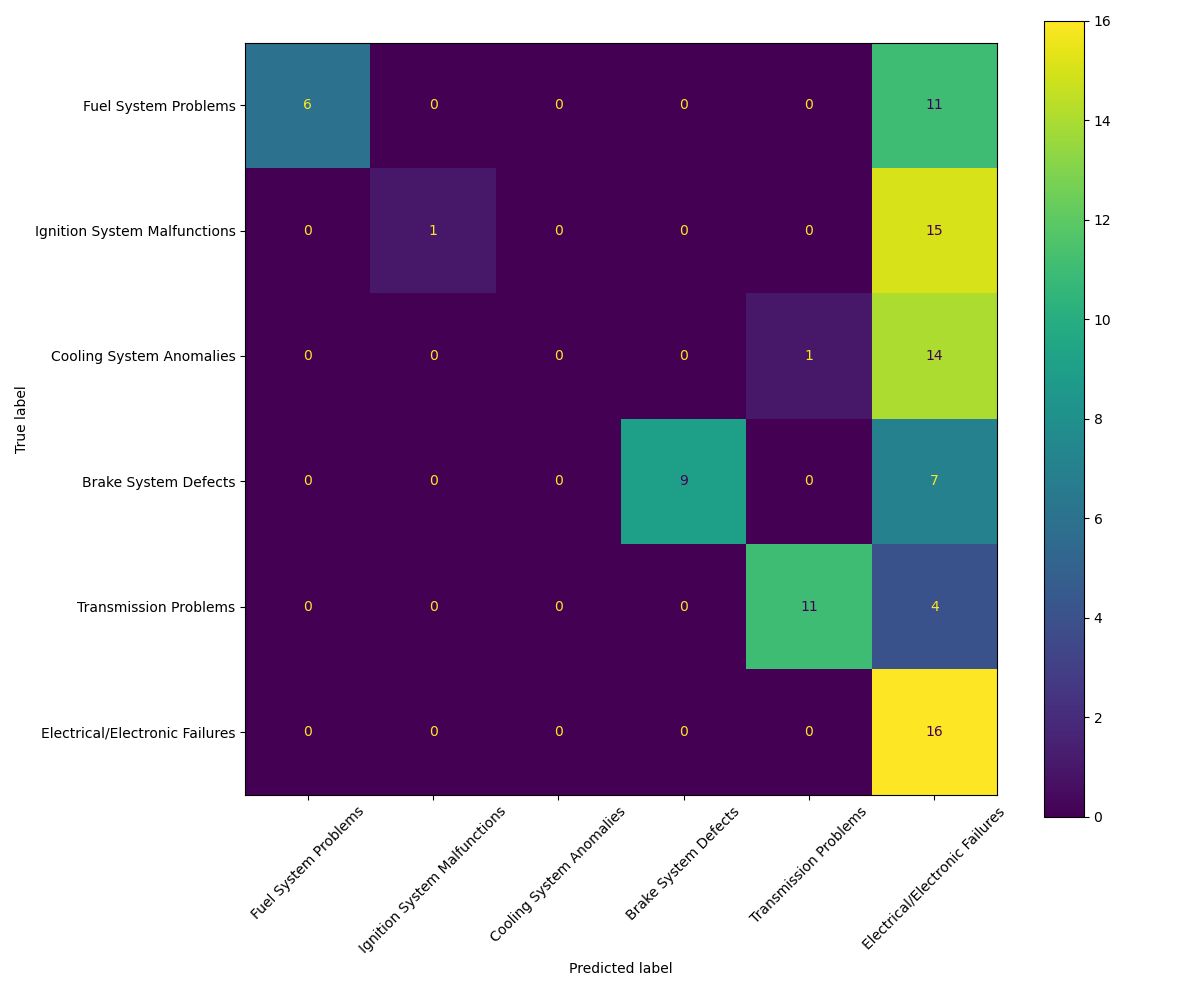 Fuel System Problems 6 0 0 0 0 11
Ignition System Malfunctions 0 1 0 0 0 15
Cooling System Anomalies 0 0 0 0 1 14
Brake System Defects 0 0 0 9 0 7
Transmission Problems 0 0 0 0 11 4
Electrical/Electronic Failures 0 0 0 0 0 16
True label
Fuel System Problems
Ignition System Malfunctions
Cooling System Anomalies
Brake System Defects
Transmission Problems
Electrical/Electronic Failures
Predicted label
16
14
12
10
8
6
4
2
0